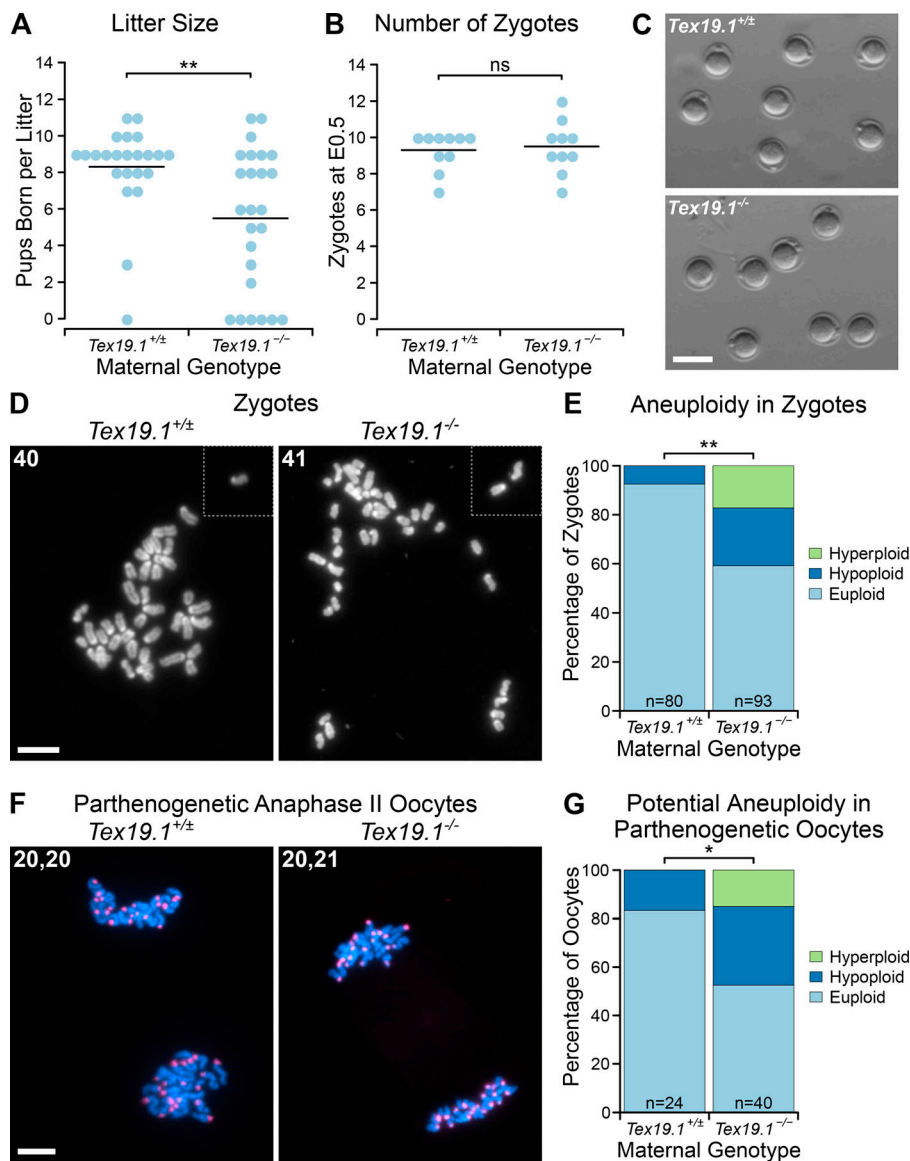 A
Litter Size
**
Pups Born per Litter
14
12
10
8
6
4
2
0
Tex19.1+/±
Tex19.1−/−
Maternal Genotype
B
Number of Zygotes
ns
Zygotes at E0.5
14
12
10
8
6
4
2
0
Tex19.1+/±
Tex19.1−/−
Maternal Genotype
C
Tex19.1+/±
Tex19.1-/-
D
Zygotes
Tex19.1+/±
Tex19.1-/-
40
41
E
Aneuploidy in Zygotes
**
Percentage of Zygotes
100
80
60
40
20
0
n=80
n=93
Tex19.1+/±
Tex19.1−/−
Maternal Genotype
Hyperploid
Hypoploid
Euploid
F
Parthenogenetic Anaphase II Oocytes
Tex19.1+/±
Tex19.1-/-
20,20
20,21
G
Potential Aneuploidy in
Parthenogenetic Oocytes
*
Percentage of Oocytes
100
80
60
40
20
0
n=24
n=40
Tex19.1+/±
Tex19.1−/−
Maternal Genotype
Hyperploid
Hypoploid
Euploid